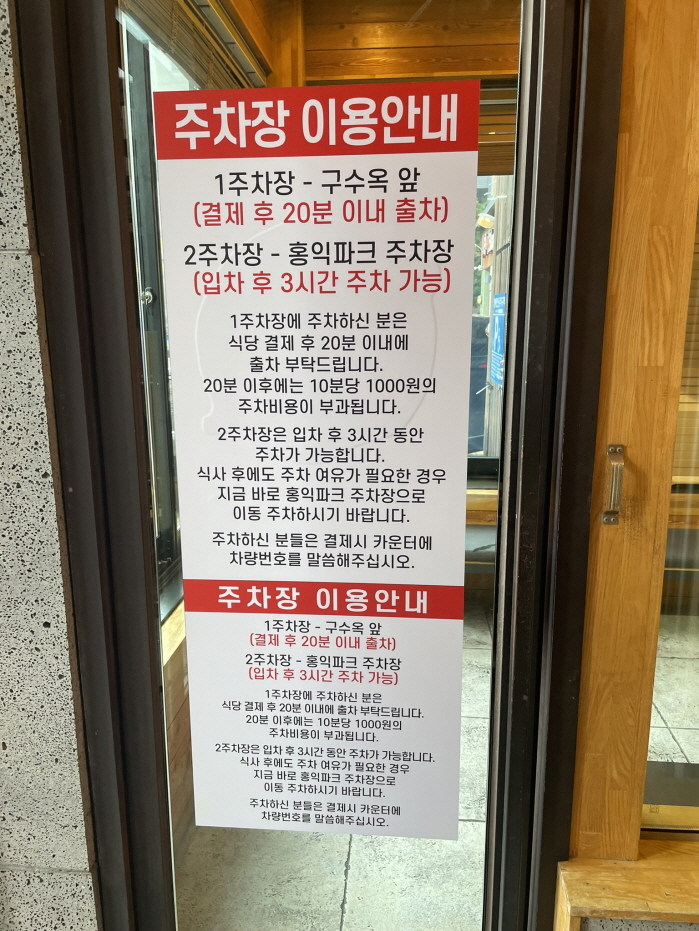 주차장 이용안내
1주차장 - 구수옥 앞
(결제 후 20분 이내 출차)
2주차장 - 홍익파크 주차장
(입차 후 3시간 주차 가능)
1주차장에 주차하신 분은
식당 결제 후 20분 이내에
출차 부탁드립니다.
20분 이후에는 10분당 1000원의
주차비용이 부과됩니다.
2주차장은 입차 후 3시간 동안
주차가 가능합니다.
식사 후에도 주차 여유가 필요한 경우
지금 바로 홍익파크 주차장으로
이동 주차하시기 바랍니다.
주차하신 분들은 결제시 카운터에
차량번호를 말씀해주십시오.
주차장 이용안내
1주차장 - 구수옥 앞
(결제 후 20분 이내 출차)
2주차장 - 홍익파크 주차장
(입차 후 3시간 주차 가능)
1주차장에 주차하신 분은
식당 결제 후 20분 이내에 출차 부탁드립니다.
20분 이후에는 10분당 1000원의
주차비용이 부과됩니다.
2주차장은 입차 후 3시간 동안 주차가 가능합니다.
식사 후에도 주차 여유가 필요한 경우
지금 바로 홍익파크 주차장으로
이동 주차하시기 바랍니다.
주차하신 분들은 결제시 카운터에
차량번호를 말씀해주십시오.